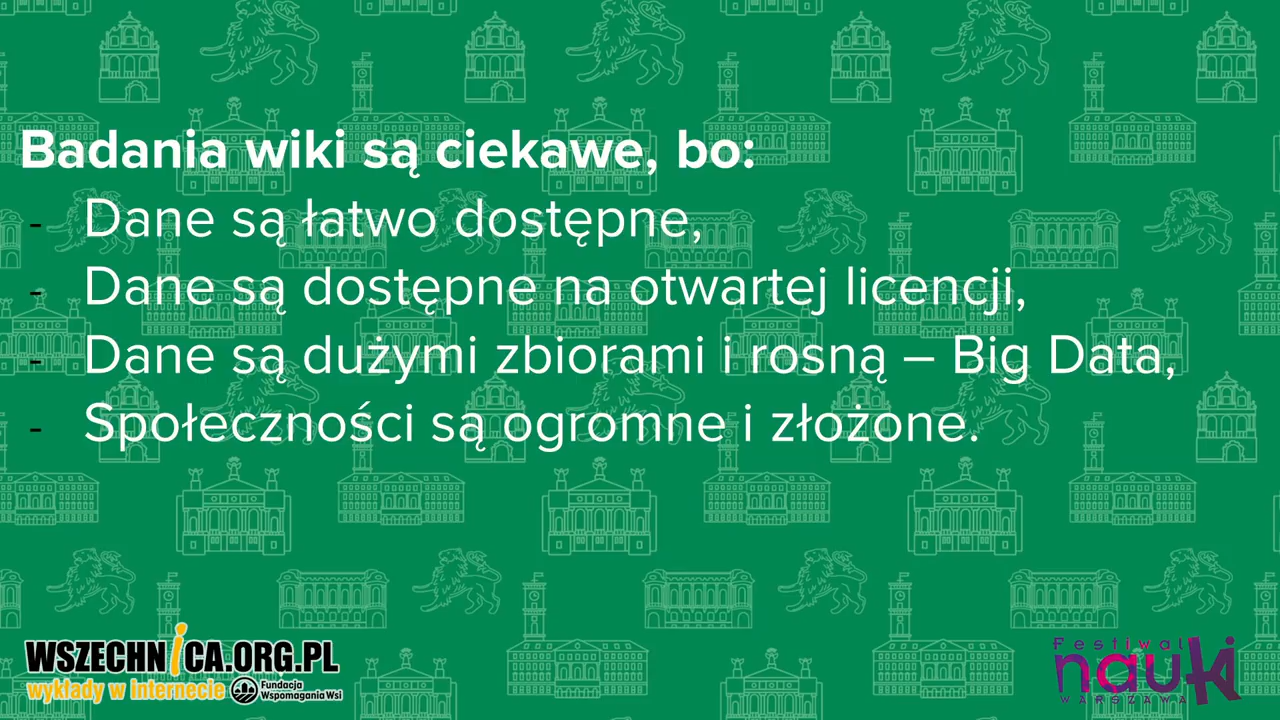 Badania wiki są ciekawe, bo:
- Dane są łatwo dostępne,
- Dane są dostępne na otwartej licencji,
- Dane są dużymi zbiorami i rosną – Big Data,
- Społeczności są ogromne i złożone.
WSZECHNiCA.ORG.PL
wykłady w Internecie
Fundacja
Wspomagania Wsi
Festiwal
nauki
WARSZAWA